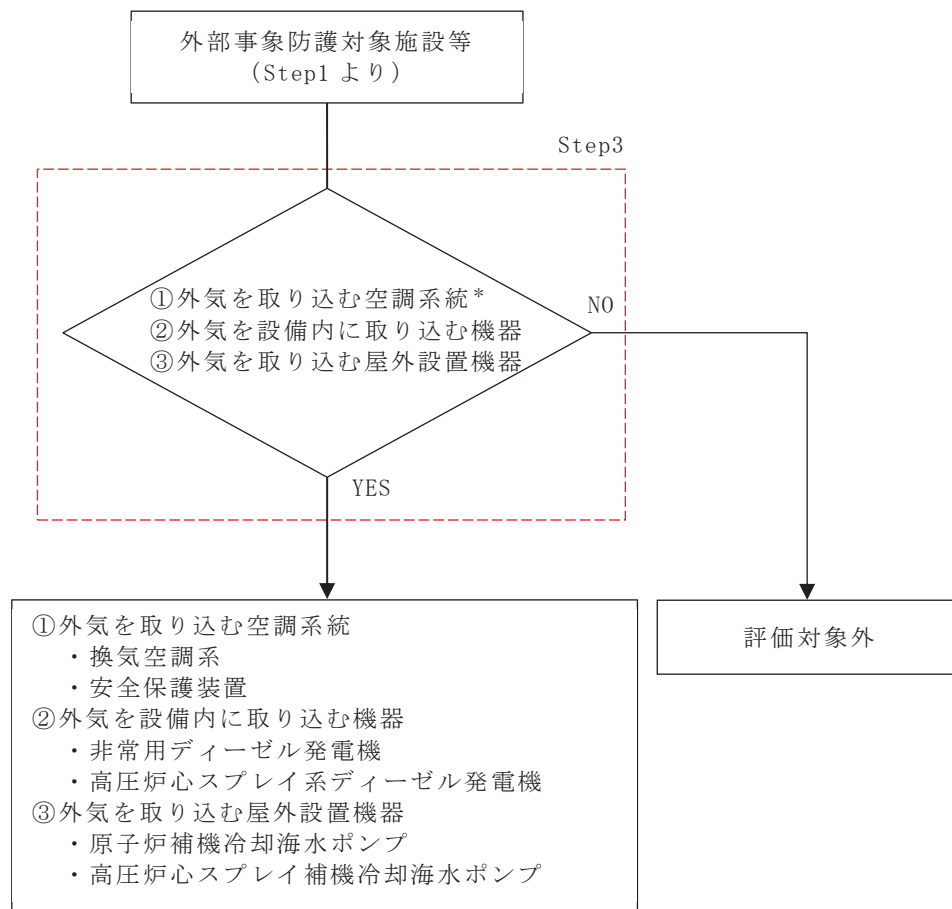 外部事象防護対象施設等
(Step1 より)
Step3
①外気を取り込む空調系統*
②外気を設備内に取り込む機器
③外気を取り込む屋外設置機器
NO
YES
①外気を取り込む空調系統
・換気空調系
・安全保護装置
②外気を設備内に取り込む機器
・非常用ディーゼル発電機
・高圧炉心スプレイ系ディーゼル発電機
③外気を取り込む屋外設置機器
・原子炉補機冷却海水ポンプ
・高圧炉心スプレイ補機冷却海水ポンプ
評価対象外